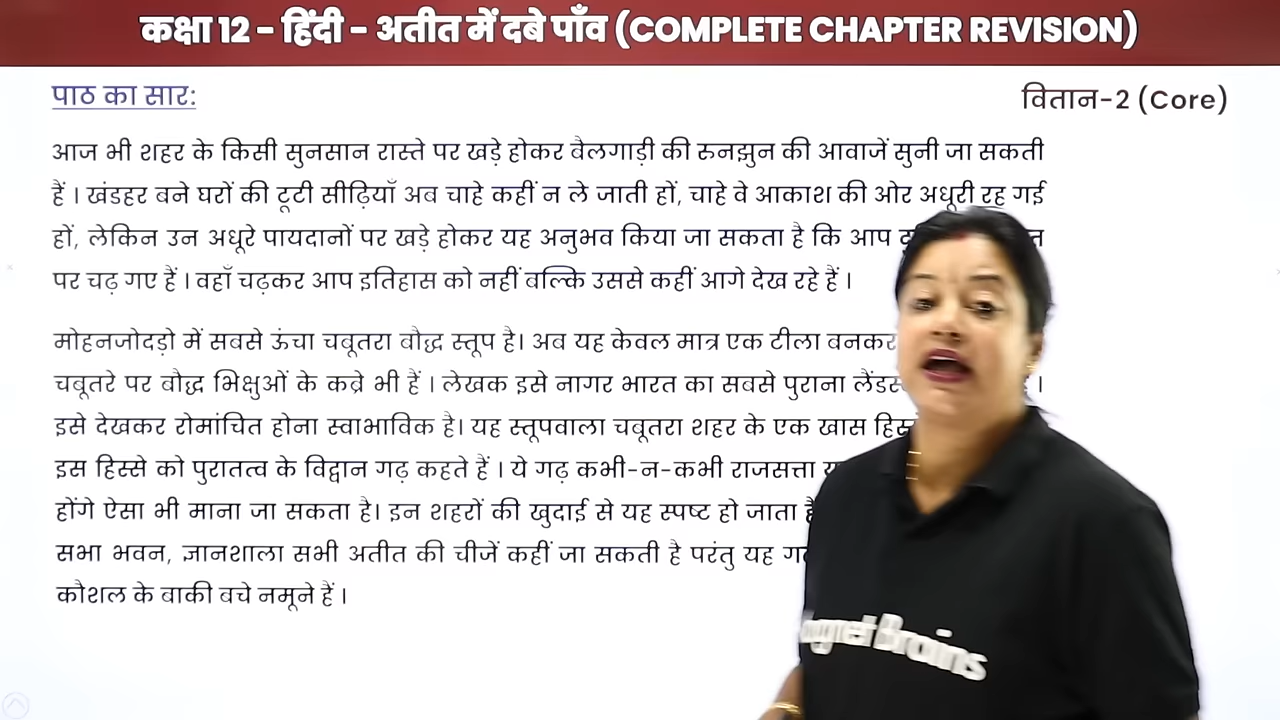 कक्षा 12 - हिंदी - अतीत में दबे पाँव (COMPLETE CHAPTER REVISION)
पाठ का सार:
वितान-2 (Core)
आज भी शहर के किसी सुनसान रास्ते पर खड़े होकर बैलगाड़ी की रुनझुन की आवाजें सुनी जा सकती
हैं । खंडहर बने घरों की टूटी सीढ़ियाँ अब चाहे कहीं न ले जाती हों, चाहे वे आकाश की ओर अधूरी रह गई
हों, लेकिन उन अधूरे पायदानों पर खड़े होकर यह अनुभव किया जा सकता है कि आप
पर चढ़ गए हैं । वहाँ चढ़कर आप इतिहास को नहीं बल्कि उससे कहीं आगे देख रहे हैं ।
मोहनजोदड़ो में सबसे ऊंचा चबूतरा बौद्ध स्तूप है। अब यह केवल मात्र एक टीला बनकर
चबूतरे पर बौद्ध भिक्षुओं के कब्रे भी हैं । लेखक इसे नागर भारत का सबसे पुराना ।
इसे देखकर रोमांचित होना स्वाभाविक है। यह स्तूपवाला चबूतरा शहर के एक खास
इस हिस्से को पुरातत्व के विद्वान गढ़ कहते हैं । ये गढ़ कभी-न-कभी राजसत्ता
होंगे ऐसा भी माना जा सकता है। इन शहरों की खुदाई से यह स्पष्ट हो जाता
सभा भवन, ज्ञानशाला सभी अतीत की चीजें कहीं जा सकती है परंतु यह
कौशल के बाकी बचे नमूने हैं ।
Brains